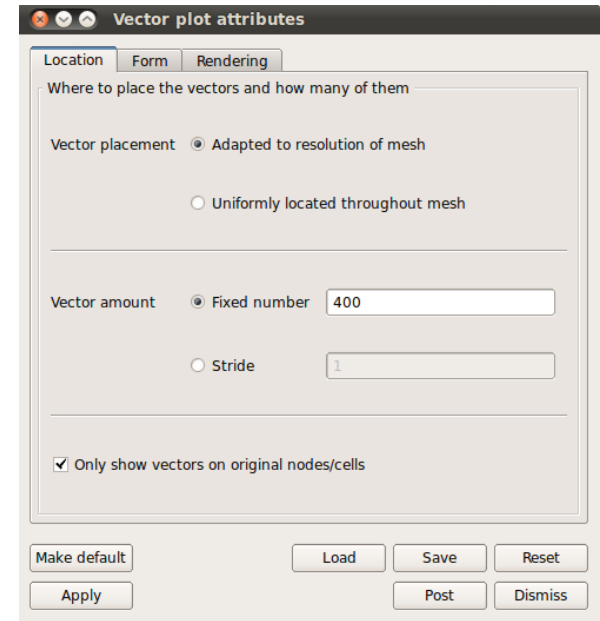 Vector plot attributes
Location Form Rendering
Where to place the vectors and how many of them
Vector placement Adapted to resolution of mesh
Uniformly located throughout mesh
Vector amount Fixed number 400
Stride 1
Only show vectors on original nodes/cells
Make default Load Save Reset
Apply Post Dismiss